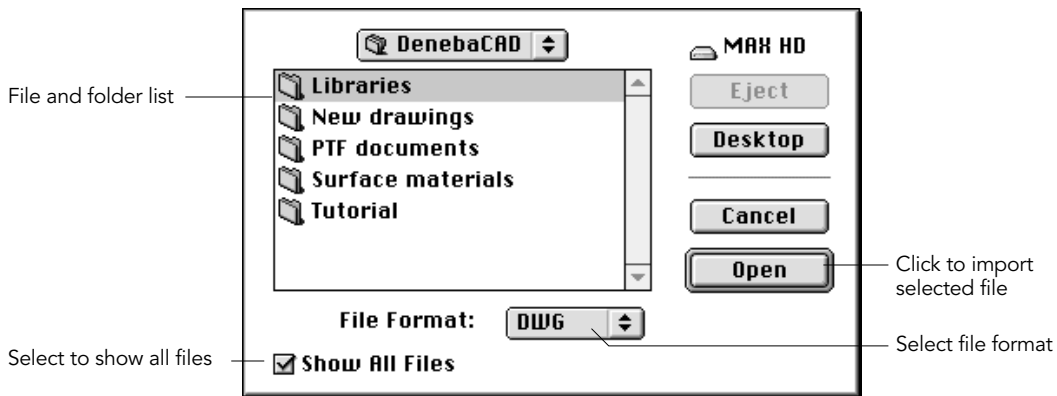 DenebaCAD
MAX HD
File and folder list
Libraries
New drawings
PTF documents
Surface materials
Tutorial
Eject
Desktop
Cancel
Open
Click to import
selected file
File Format:
DWG
Select file format
Select to show all files
Show All Files